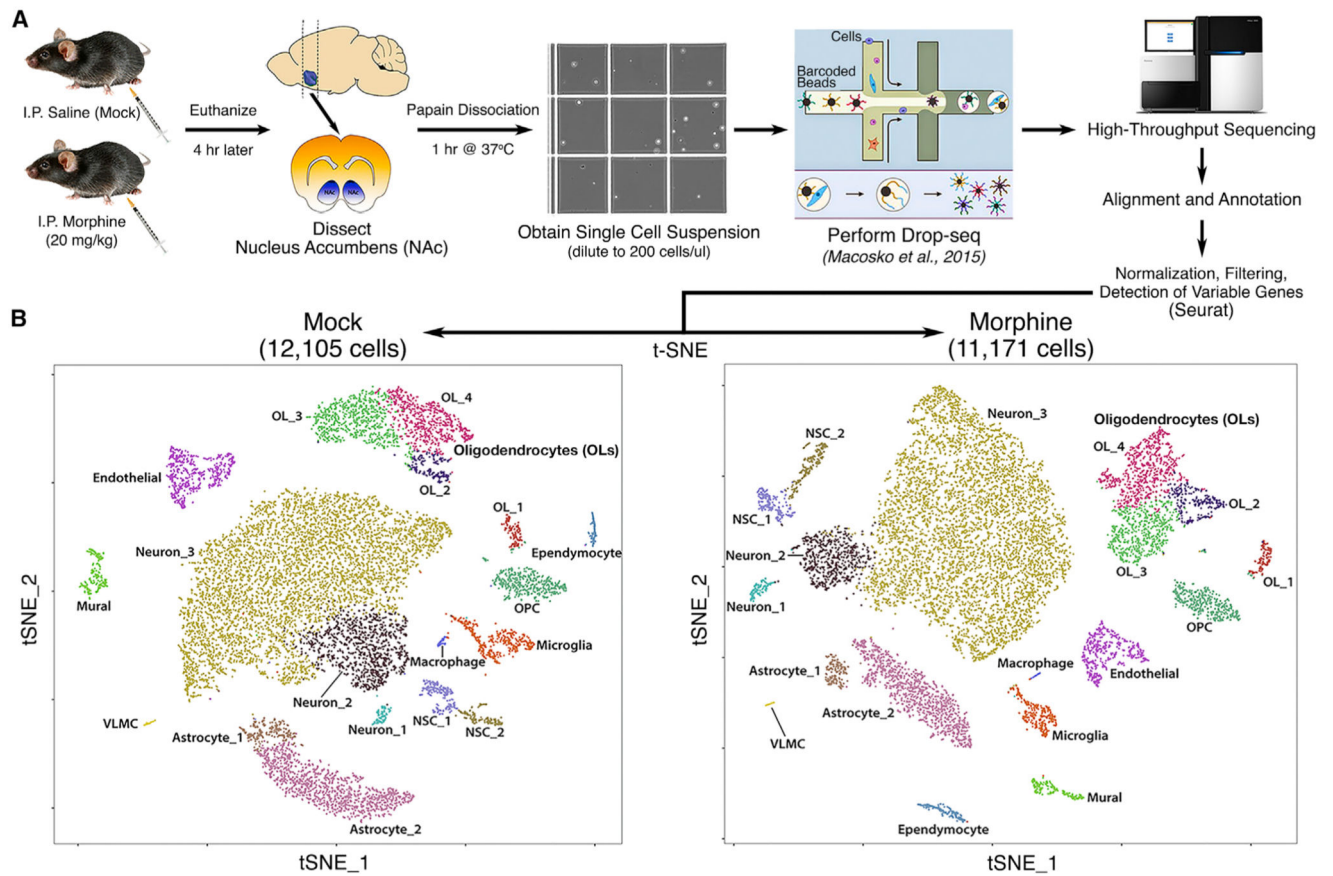 A
I.P. Saline (Mock)
I.P. Morphine
(20 mg/kg)
Euthanize
4 hr later
NAc
NAc
Dissect
Nucleus Accumbens (NAc)
Papain Dissociation
1 hr @ 37°C
Obtain Single Cell Suspension
(dilute to 200 cells/ul)
Cells
Barcoded
Beads
Perform Drop-seq
(Macosko et al., 2015)
High-Throughput Sequencing
Alignment and Annotation
Normalization, Filtering,
Detection of Variable Genes
(Seurat)
B
Mock
(12,105 cells)
t-SNE
Morphine
(11,171 cells)
OL_3
OL_4
Oligodendrocytes (OLs)
OL_2
Endothelial
OL_1
Ependymocyte
Neuron_3
Mural
OPC
Microglia
Macrophage
Neuron_2
NSC_1
NSC_2
Neuron_1
VLMC
Astrocyte_1
Astrocyte_2
tSNE_2
tSNE_1
Neuron_3
Oligodendrocytes (OLs)
NSC_2
OL_4
OL_2
NSC_1
Neuron_2
OL_3
OL_1
Neuron_1
OPC
Macrophage
Endothelial
Astrocyte_1
Astrocyte_2
VLMC
Microglia
Mural
Ependymocyte
tSNE_2
tSNE_1